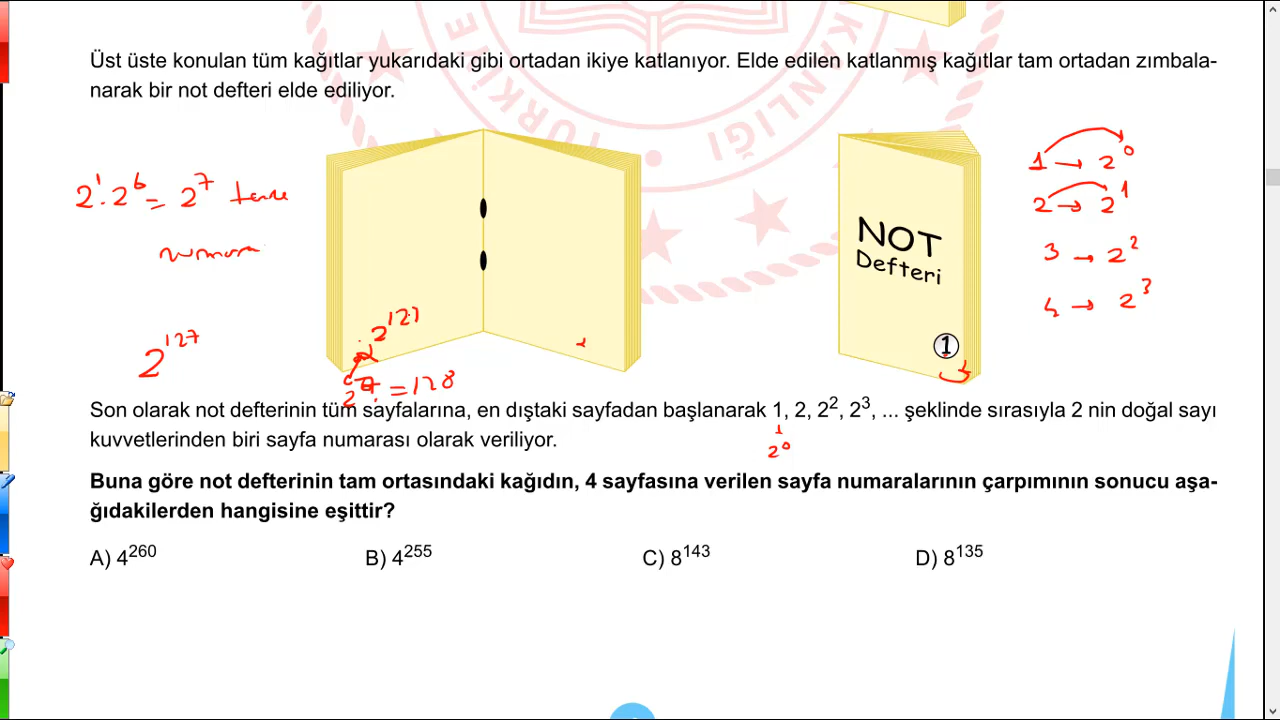 Üst üste konulan tüm kağıtlar yukarıdaki gibi ortadan ikiye katlanıyor. Elde edilen katlanmış kağıtlar tam ortadan zımbala-
narak bir not defteri elde ediliyor.
TÜRKİYE
KANLIĞI
2¹·2⁶ = 2⁷ tane
numara
2¹²⁷
2¹²⁷
2⁷ = 128
NOT
Defteri
1
1 → 2⁰
2 → 2¹
3 → 2²
4 → 2³
Son olarak not defterinin tüm sayfalarına, en dıştaki sayfadan başlanarak 1, 2, 2², 2³, ... şeklinde sırasıyla 2 nin doğal sayı
kuvvetlerinden biri sayfa numarası olarak veriliyor.
2⁰
Buna göre not defterinin tam ortasındaki kağıdın, 4 sayfasına verilen sayfa numaralarının çarpımının sonucu aşa-
ğıdakilerden hangisine eşittir?
A) 4²⁶⁰ B) 4²⁵⁵ C) 8¹⁴³ D) 8¹³⁵